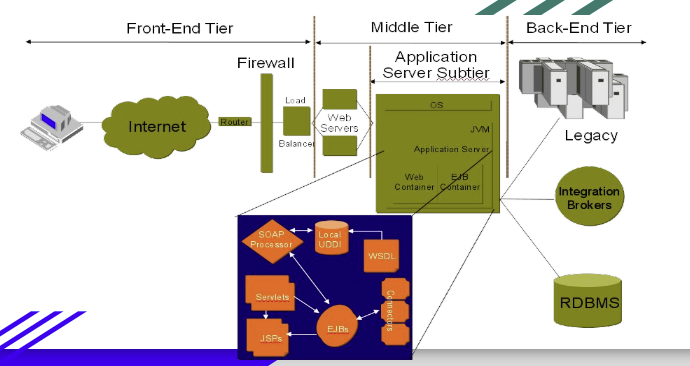 Front-End Tier
Middle Tier
Back-End Tier
Firewall
Application
Server Subtier
Load
Balancer
Internet
Router
Web
Servers
OS
JVM
Application Server
Web
Container
EJB
Container
Legacy
Integration
Brokers
RDBMS
SOAP
Processor
Local
UDDI
WSDL
Servlets
JSPs
EJBs
Connectors